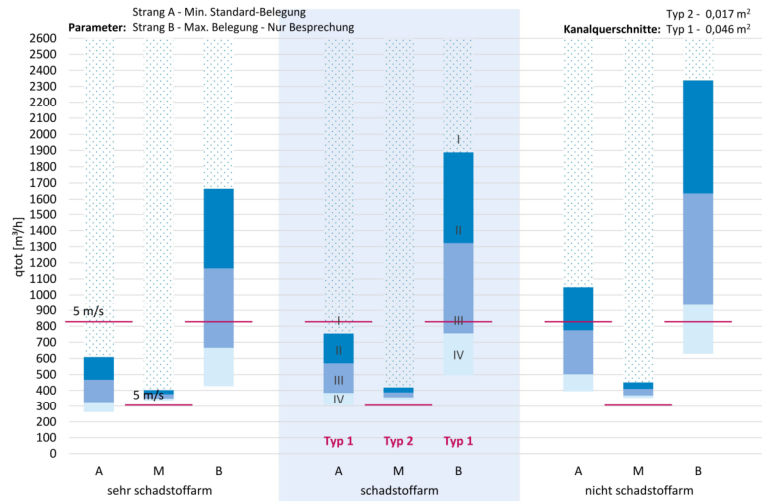 Strang A - Min. Standard-Belegung
Parameter: Strang B - Max. Belegung - Nur Besprechung
Typ 2 - 0,017 m²
Kanalquerschnitte: Typ 1 - 0,046 m²
qtot [m³/h]
2600
2500
2400
2300
2200
2100
2000
1900
1800
1700
1600
1500
1400
1300
1200
1100
1000
900
800
700
600
500
400
300
200
100
0
5 m/s
5 m/s
I
II
III
IV
I
II
III
IV
Typ 1 Typ 2 Typ 1
A M B A M B A M B
sehr schadstoffarm schadstoffarm nicht schadstoffarm